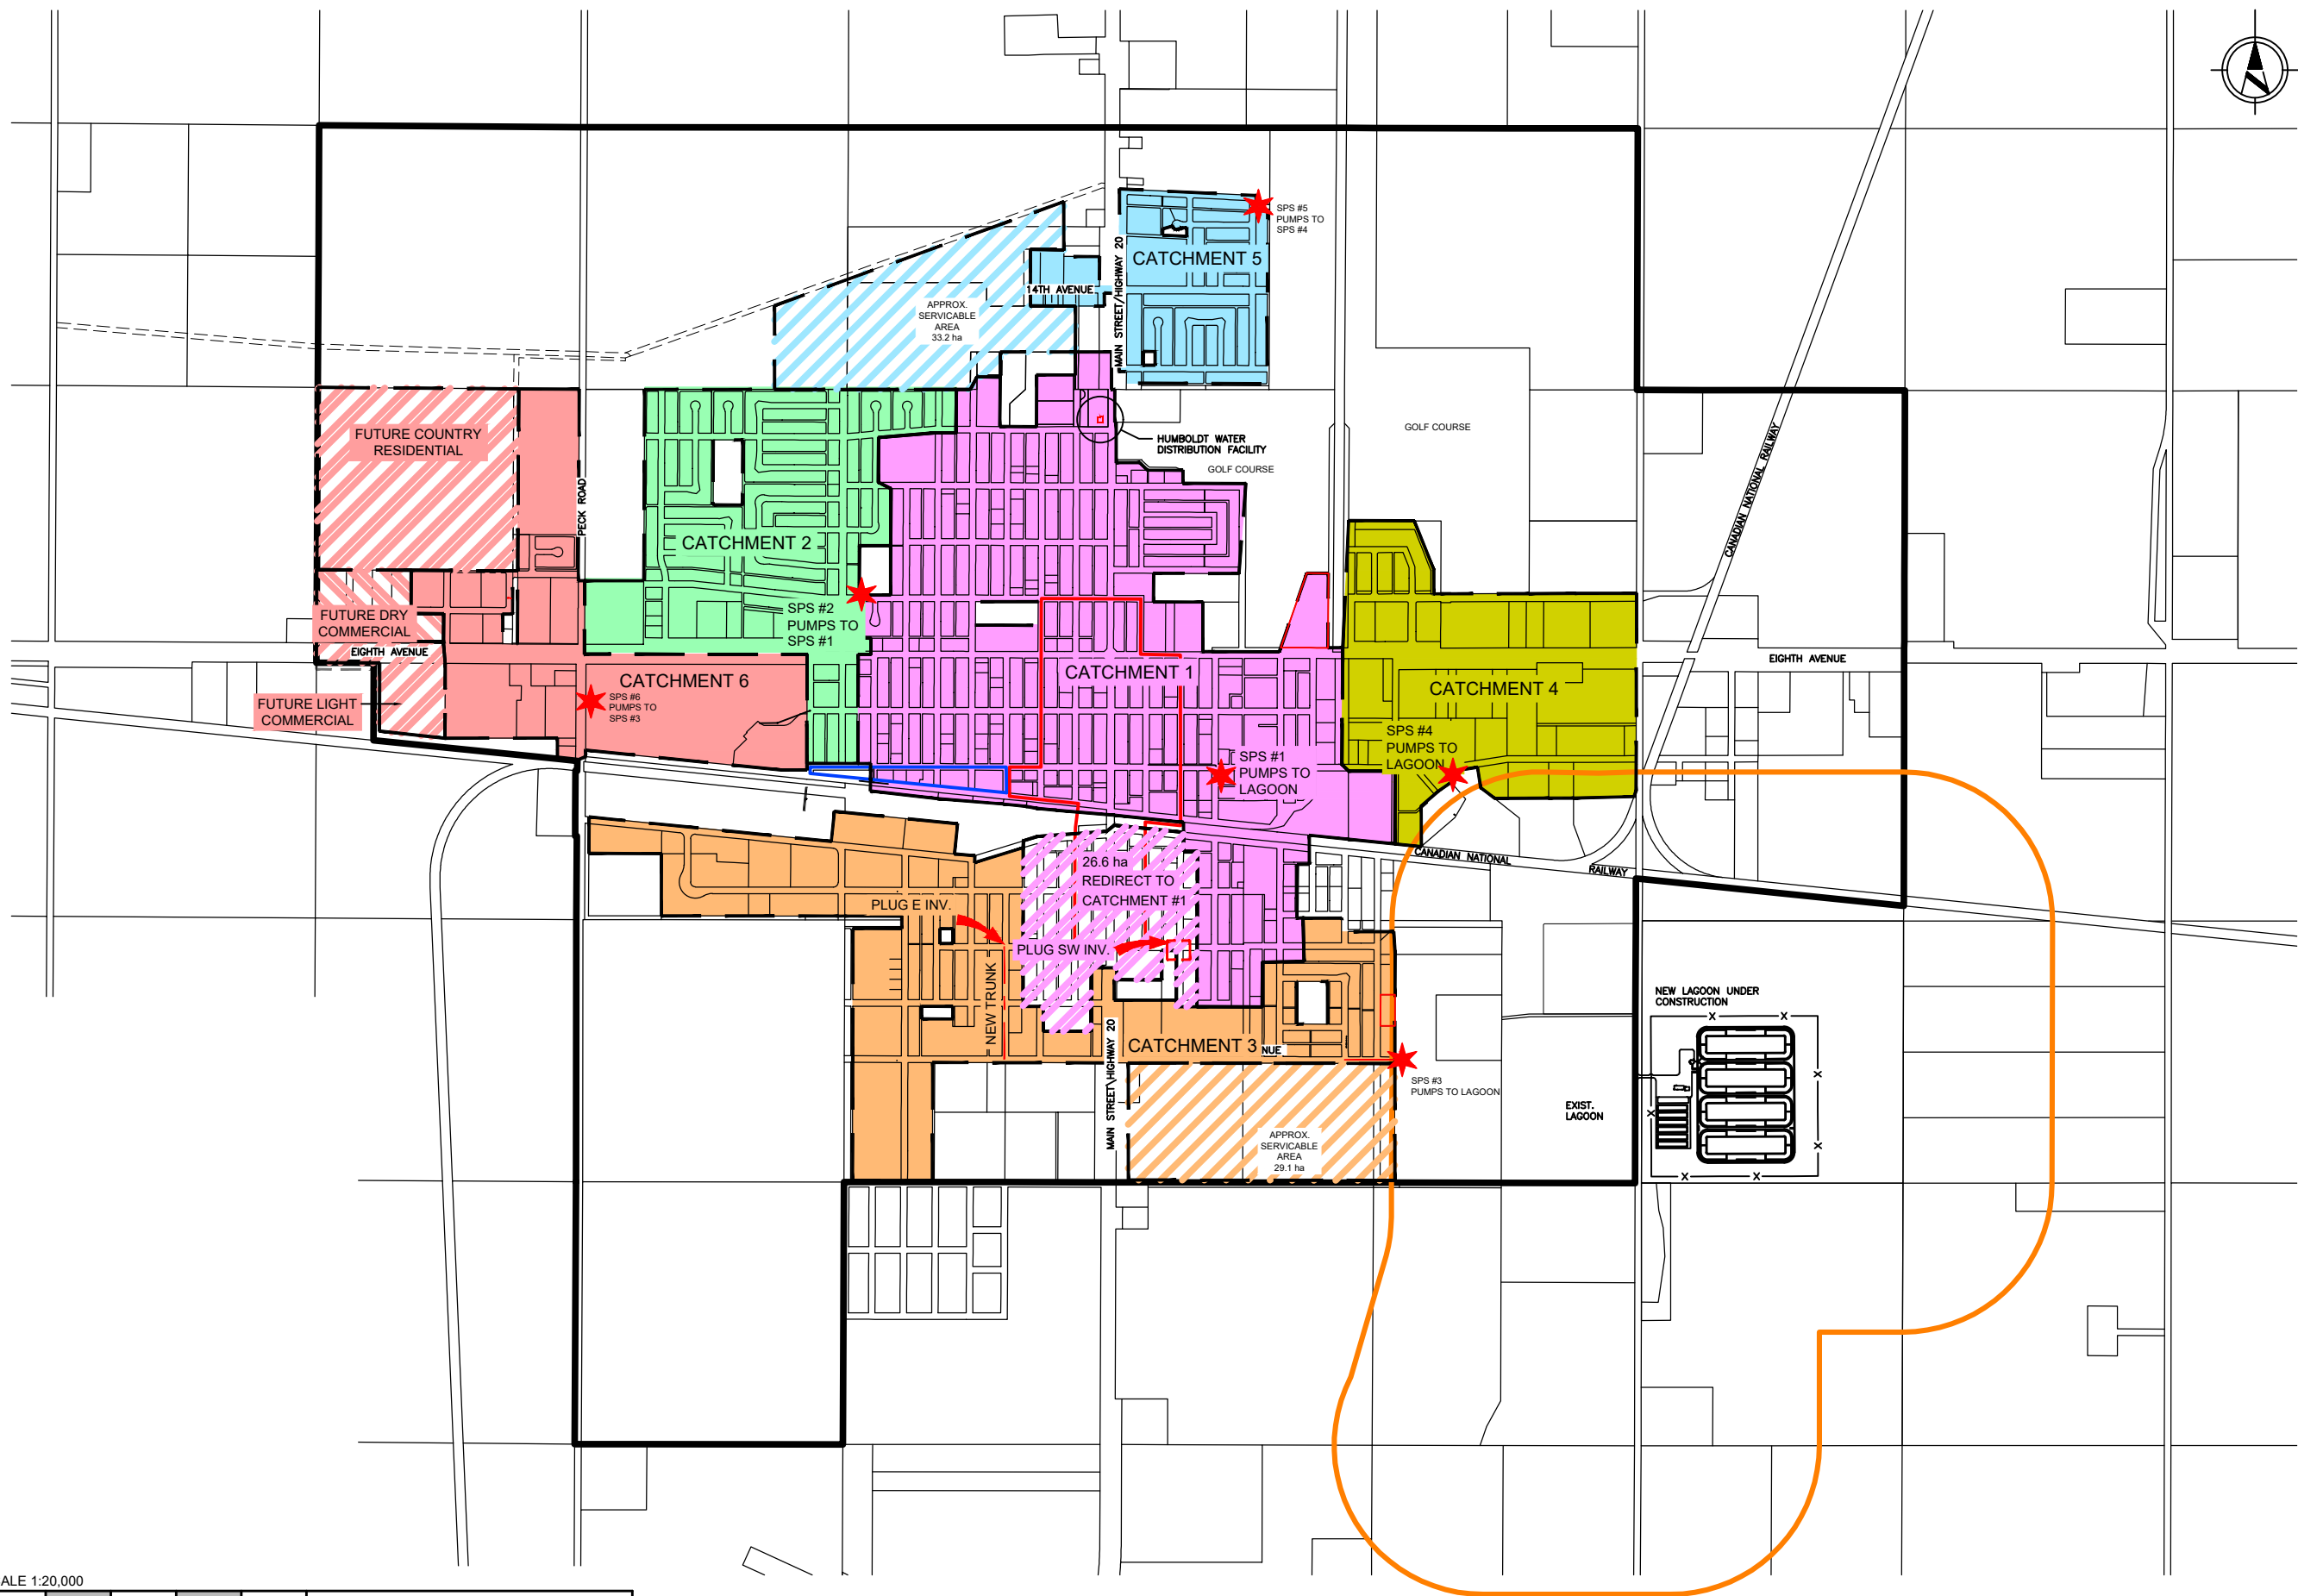 SPS #5
PUMPS TO
SPS #4
CATCHMENT 5
MAIN STREET/HIGHWAY 20
14TH AVENUE
APPROX.
SERVICABLE
AREA
33.2 ha
FUTURE COUNTRY
RESIDENTIAL
PECK ROAD
HUMBOLDT WATER
DISTRIBUTION FACILITY
GOLF COURSE
GOLF COURSE
CANADIAN NATIONAL RAILWAY
CATCHMENT 2
SPS #2
PUMPS TO
SPS #1
FUTURE DRY
COMMERCIAL
EIGHTH AVENUE
EIGHTH AVENUE
CATCHMENT 6
SPS #6
PUMPS TO
SPS #3
FUTURE LIGHT
COMMERCIAL
CATCHMENT 1
CATCHMENT 4
SPS #4
PUMPS TO
LAGOON
SPS #1
PUMPS TO
LAGOON
CANADIAN NATIONAL
RAILWAY
26.6 ha
REDIRECT TO
CATCHMENT #1
PLUG E INV.
PLUG SW INV.
NEW TRUNK
MAIN STREET\HIGHWAY 20
CATCHMENT 3
NUE
SPS #3
PUMPS TO LAGOON
NEW LAGOON UNDER
CONSTRUCTION
X X
X
X X
X
X X
EXIST.
LAGOON
APPROX.
SERVICABLE
AREA
29.1 ha
ALE 1:20,000